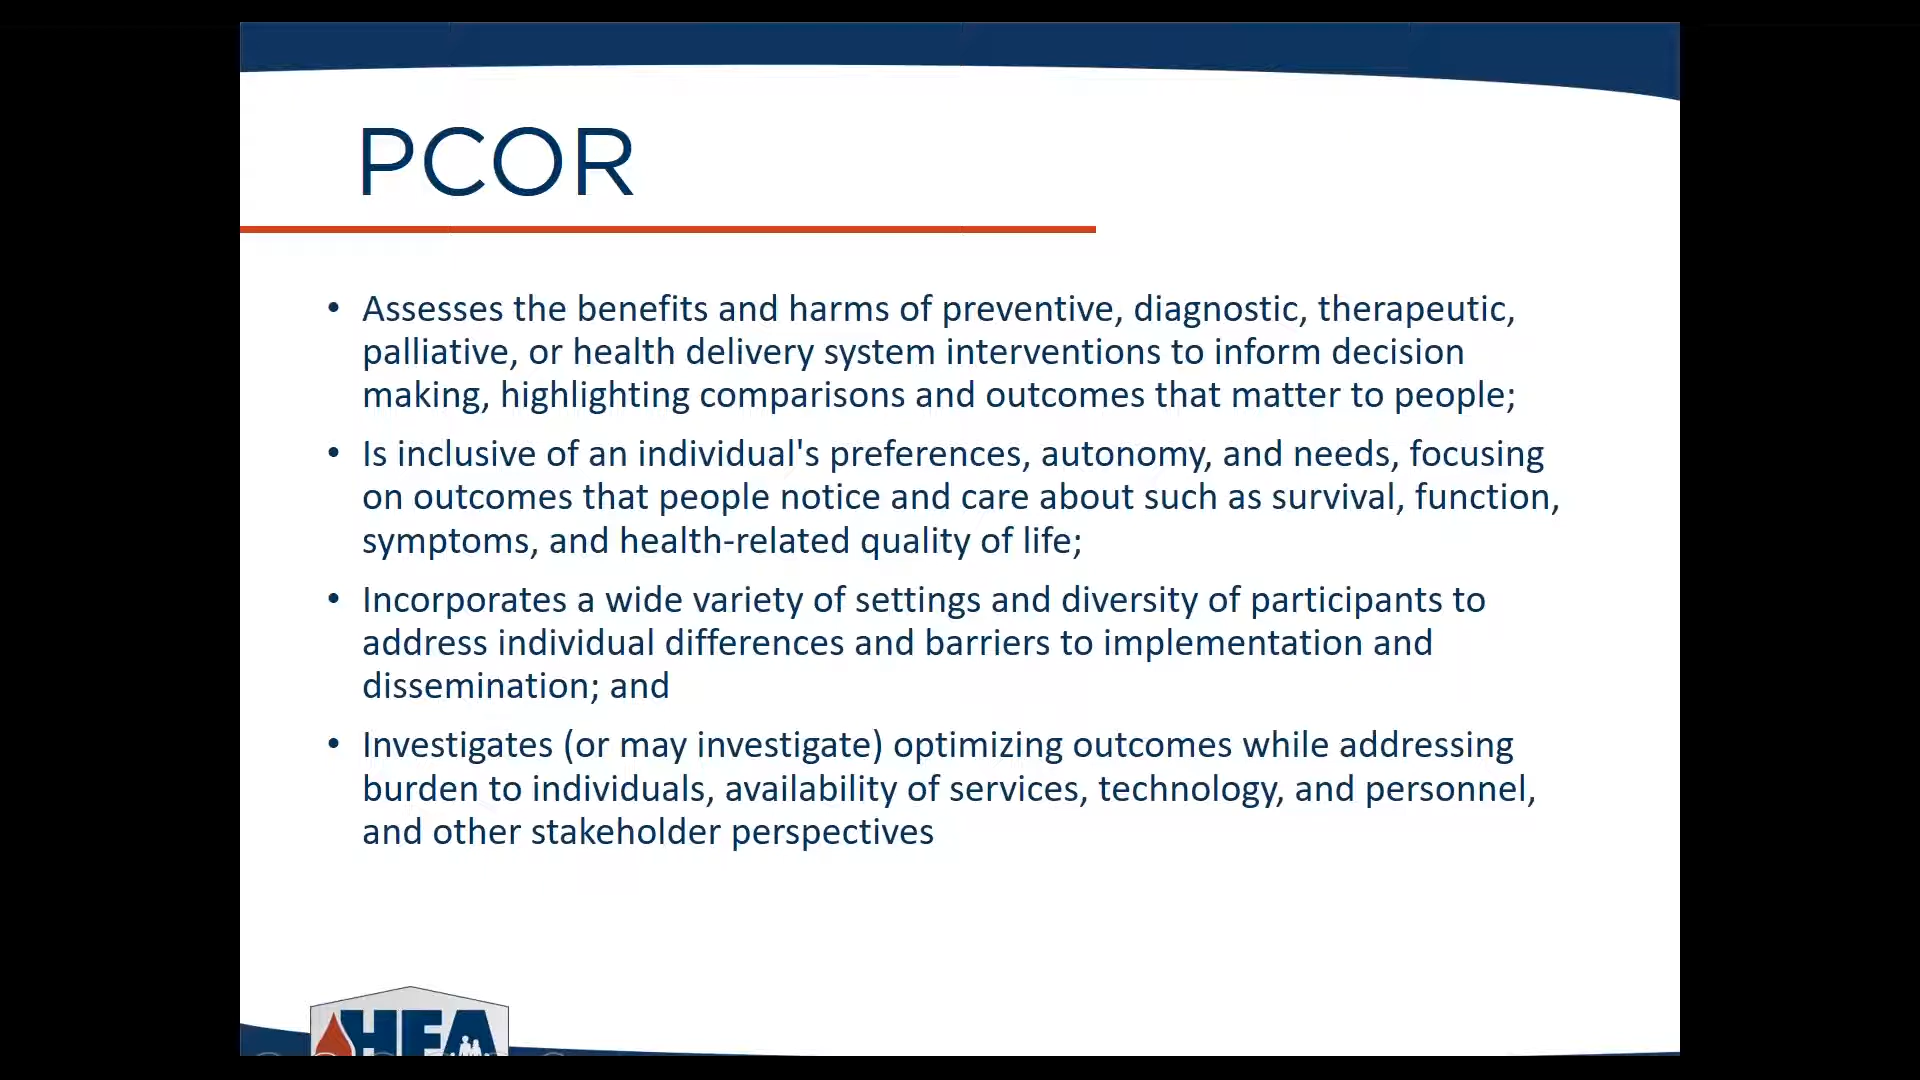 PCOR
• Assesses the benefits and harms of preventive, diagnostic, therapeutic,
palliative, or health delivery system interventions to inform decision
making, highlighting comparisons and outcomes that matter to people;
• Is inclusive of an individual's preferences, autonomy, and needs, focusing
on outcomes that people notice and care about such as survival, function,
symptoms, and health-related quality of life;
• Incorporates a wide variety of settings and diversity of participants to
address individual differences and barriers to implementation and
dissemination; and
• Investigates (or may investigate) optimizing outcomes while addressing
burden to individuals, availability of services, technology, and personnel,
and other stakeholder perspectives
HFA